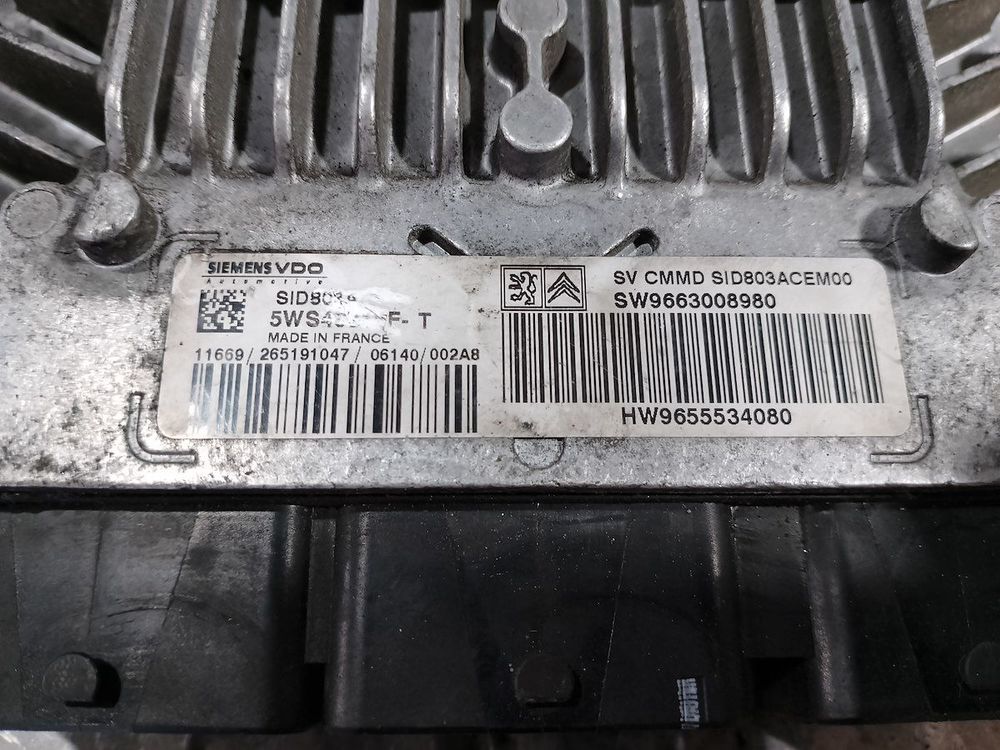 SIEMENS VDO
Automotive
MADE IN FRANCE
11669/ 265191047 / 06140/002A8
SV CMMD SID803ACEM00
SW9663008980
HW9655534080